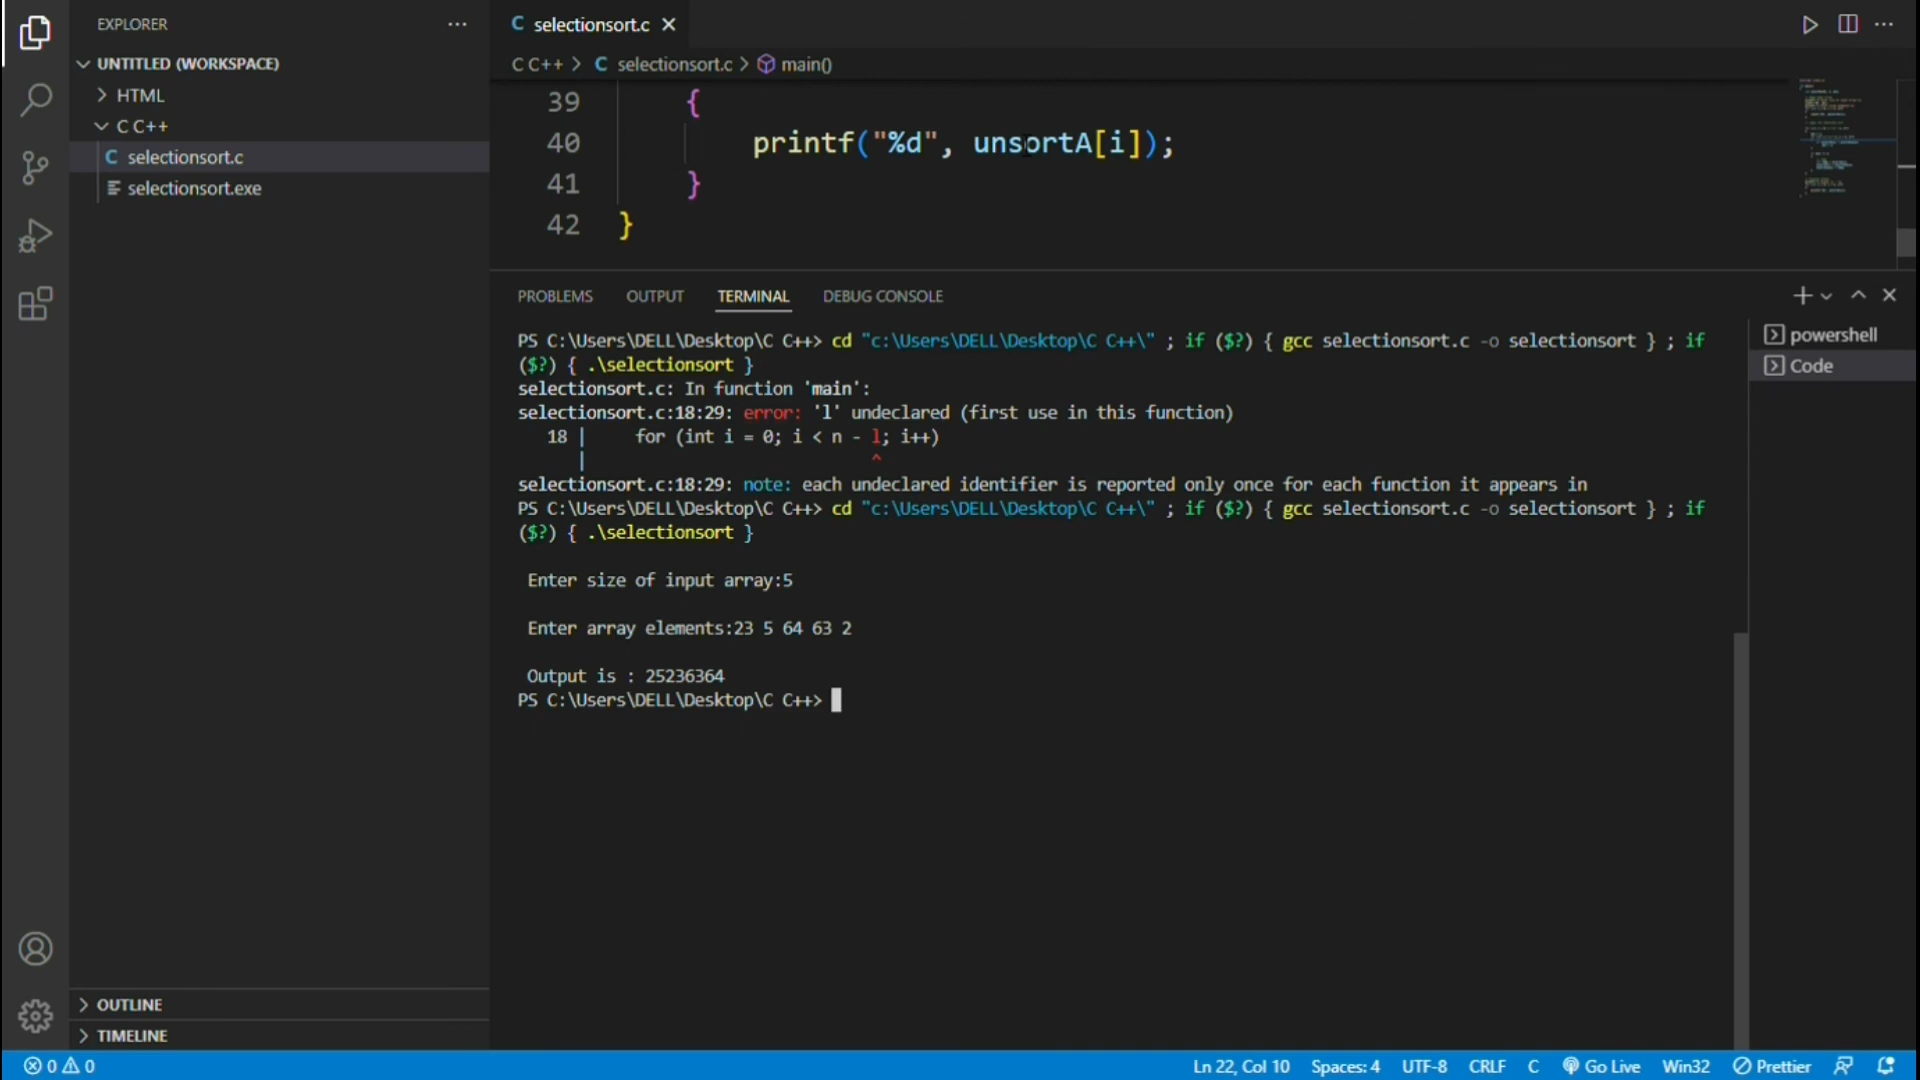 EXPLORER
UNTITLED (WORKSPACE)
HTML
C C++
C selectionsort.c
selectionsort.exe
OUTLINE
TIMELINE
C selectionsort.c
C C++ > C selectionsort.c > main()
39 {
40 printf("%d", unsortA[i]);
41 }
42 }
PROBLEMS OUTPUT TERMINAL DEBUG CONSOLE
PS C:\Users\DELL\Desktop\C C++> cd "c:\Users\DELL\Desktop\C C++\" ; if ($?) { gcc selectionsort.c -o selectionsort } ; if
($?) { .\selectionsort }
selectionsort.c: In function 'main':
selectionsort.c:18:29: error: 'l' undeclared (first use in this function)
18 | for (int i = 0; i < n - l; i++)
| ^
selectionsort.c:18:29: note: each undeclared identifier is reported only once for each function it appears in
PS C:\Users\DELL\Desktop\C C++> cd "c:\Users\DELL\Desktop\C C++\" ; if ($?) { gcc selectionsort.c -o selectionsort } ; if
($?) { .\selectionsort }
Enter size of input array:5
Enter array elements:23 5 64 63 2
Output is : 25236364
PS C:\Users\DELL\Desktop\C C++>
powershell
Code
0 0 Ln 22, Col 10 Spaces: 4 UTF-8 CRLF C Go Live Win32 Prettier